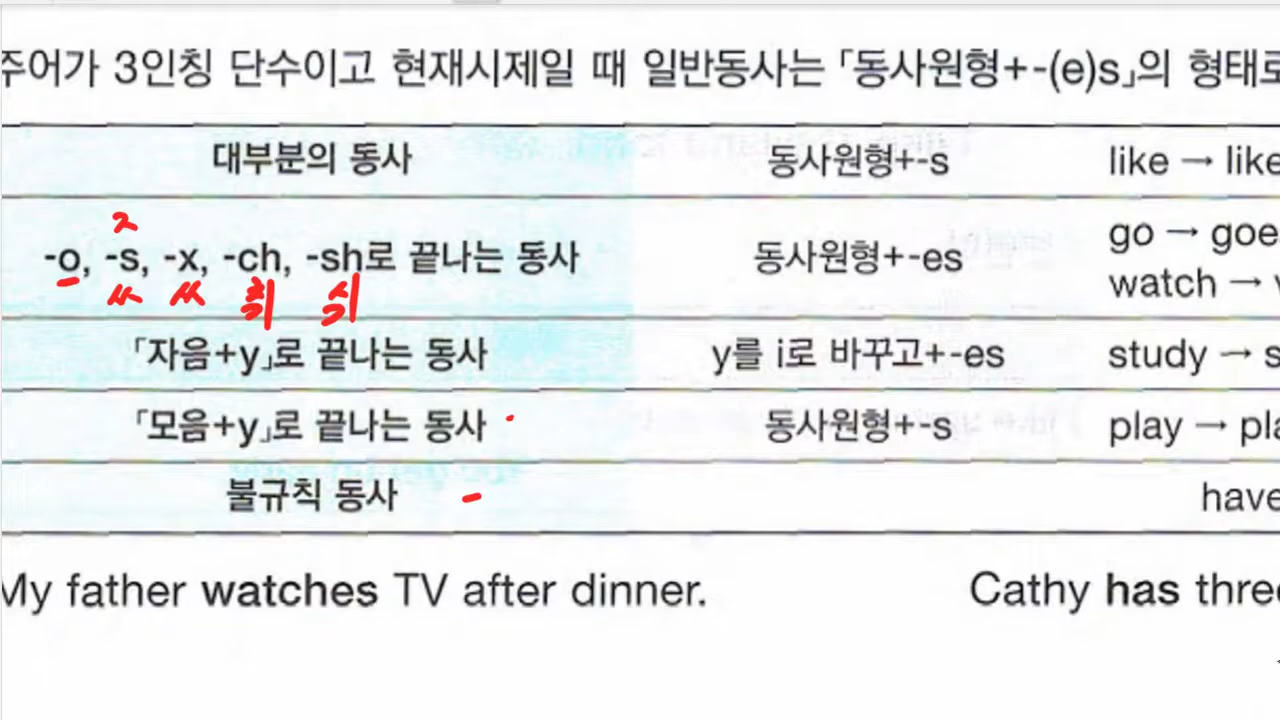 주어가 3인칭 단수이고 현재시제일 때 일반동사는 「동사원형+-(e)s」의 형태로
대부분의 동사 동사원형+-s like → like
-o, -s, -x, -ch, -sh로 끝나는 동사 동사원형+-es go → goe
watch →
ㅆ ㅆ 취 쉬
「자음+y」로 끝나는 동사 y를 i로 바꾸고+-es study → s
「모음+y」로 끝나는 동사 동사원형+-s play → pla
불규칙 동사 have
My father watches TV after dinner. Cathy has three